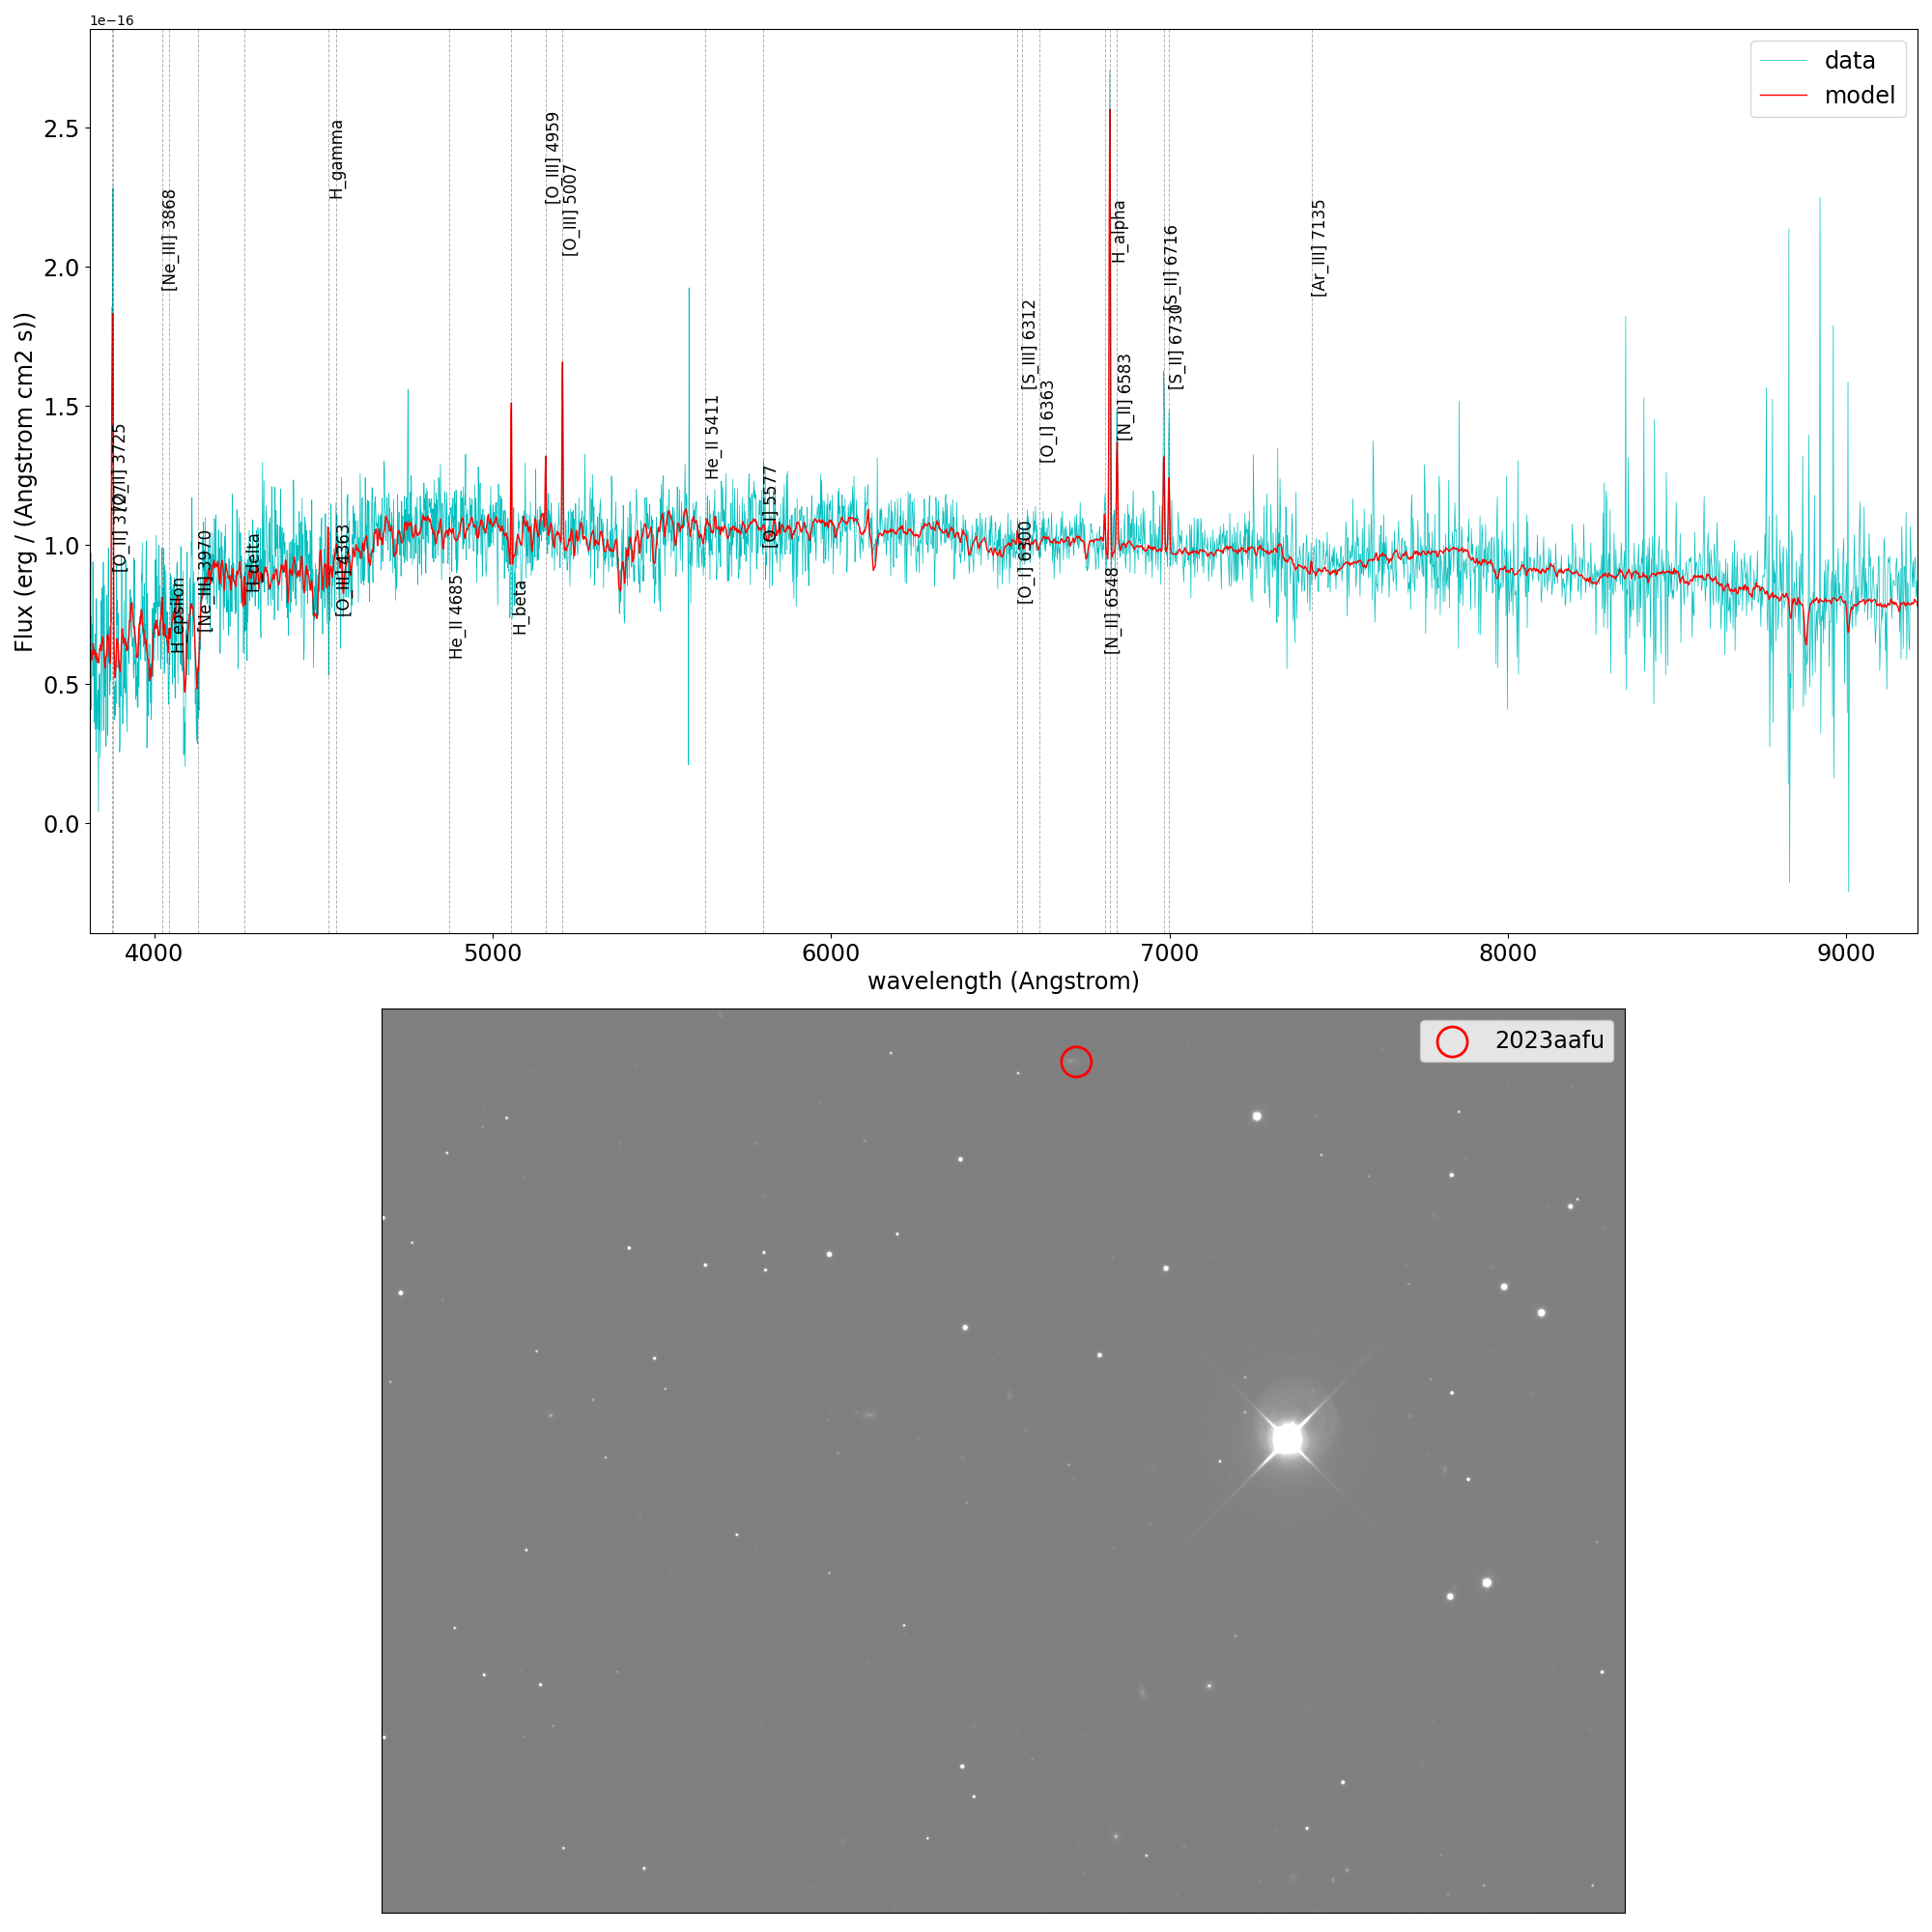 1e−16
data
model
Flux (erg / (Angstrom cm2 s))
2.5
2.0
1.5
1.0
0.5
0.0
[O_II] 3725
[O_II] 3727
[Ne_III] 3868
H_epsilon
[Ne_III] 3970
H_delta
H_gamma
[O_III] 4363
He_II 4685
H_beta
[O_III] 4959
[O_III] 5007
He_II 5411
[O_I] 5577
[O_I] 6300
[S_III] 6312
[O_I] 6363
[N_II] 6548
H_alpha
[N_II] 6583
[S_II] 6716
[S_II] 6730
[Ar_III] 7135
4000
5000
6000
7000
8000
9000
wavelength (Angstrom)
2023aafu